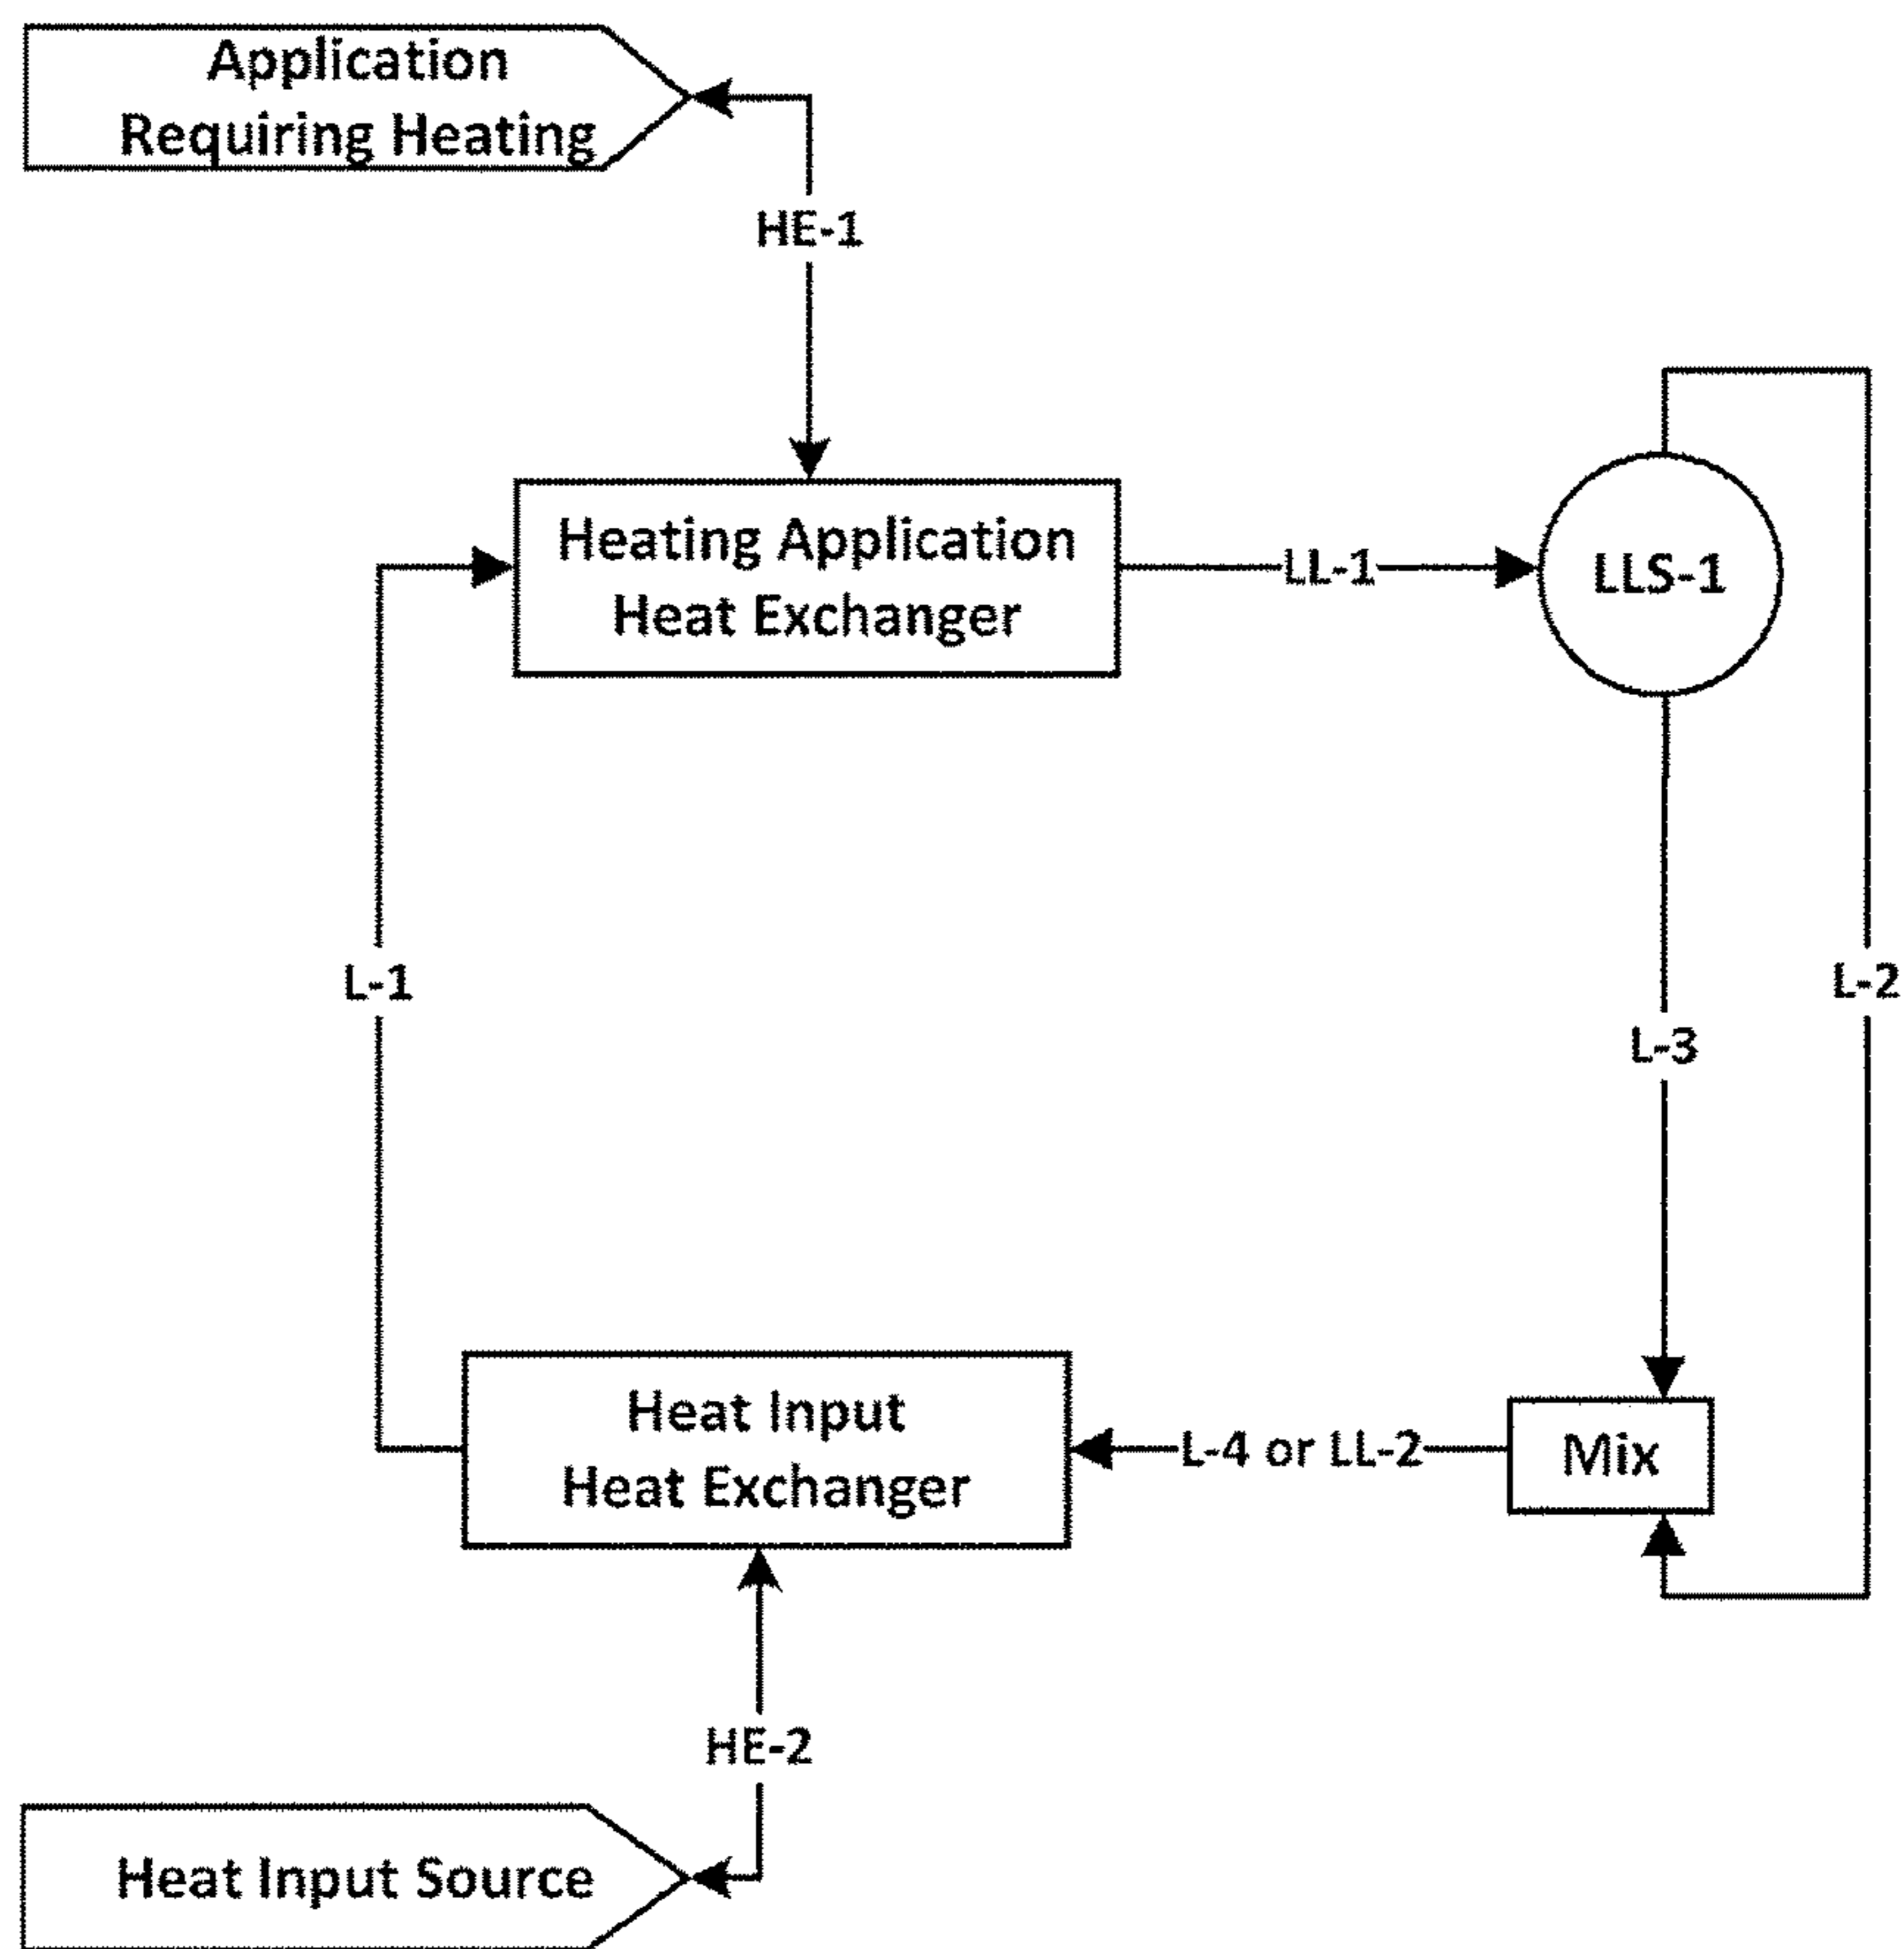 Application
Requiring Heating
HE-1
Heating Application
Heat Exchanger
LL-1
LLS-1
L-1
L-2
L-3
Heat Input
Heat Exchanger
L-4 or LL-2
Mix
HE-2
Heat Input Source